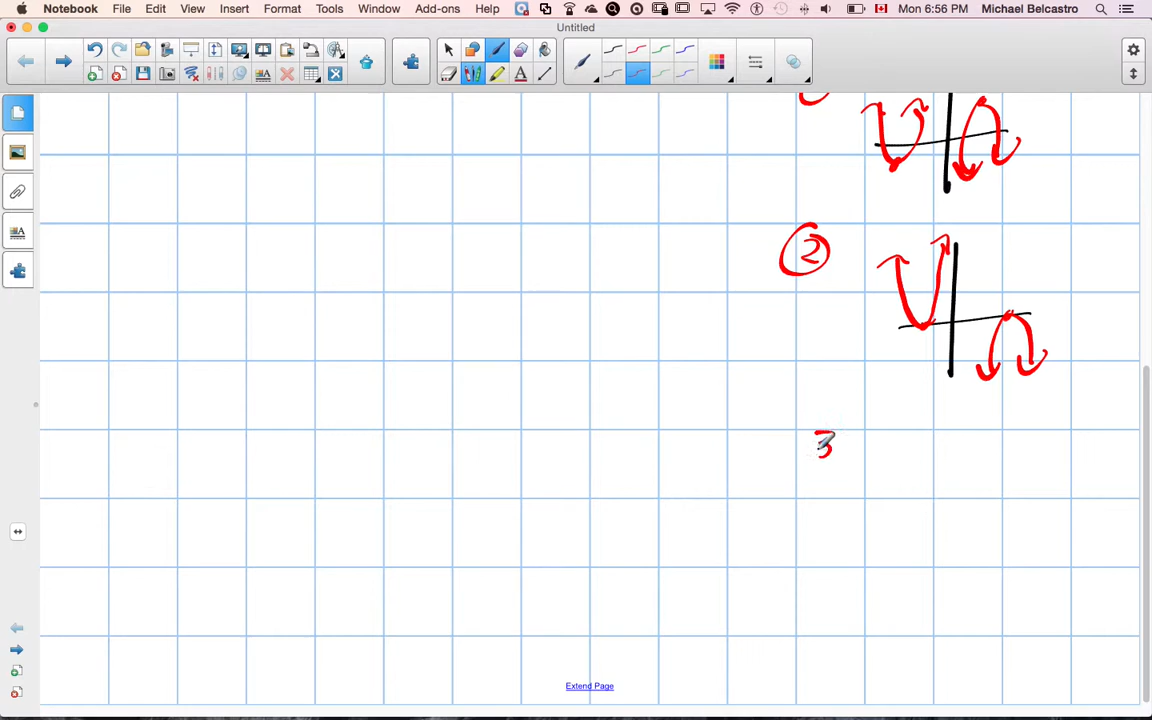 Notebook File Edit View Insert Format Tools Window Add-ons Help Mon 6:56 PM Michael Belcastro
Untitled
2
3
Extend Page